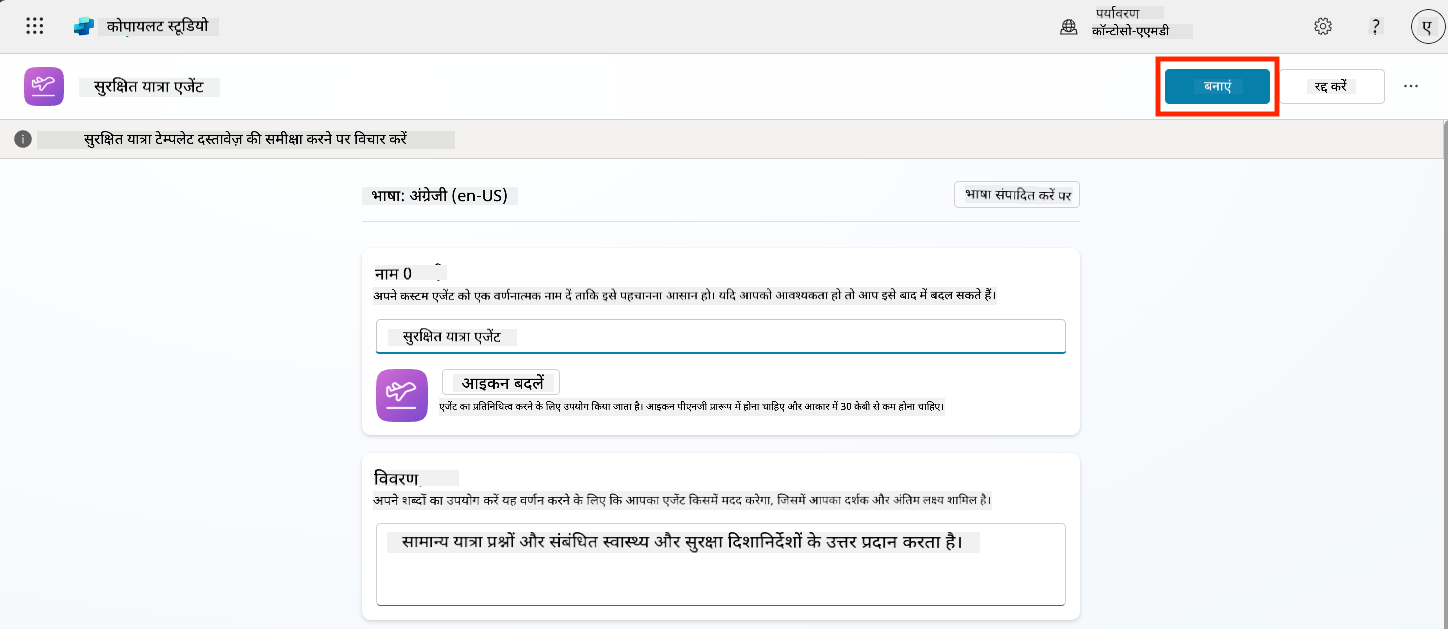 कोपायलट स्टूडियो
पर्यावरण
कॉन्टोसो-एएमडी
?
ए
सुरक्षित यात्रा एजेंट
बनाएं
रद्द करें
सुरक्षित यात्रा टेम्पलेट दस्तावेज़ की समीक्षा करने पर विचार करें
भाषा: अंग्रेजी (en-US)
भाषा संपादित करें पर
नाम 0
अपने कस्टम एजेंट को एक वर्णनात्मक नाम दें ताकि इसे पहचानना आसान हो। यदि आपको आवश्यकता हो तो आप इसे बाद में बदल सकते हैं।
सुरक्षित यात्रा एजेंट
आइकन बदलें
एजेंट का प्रतिनिधित्व करने के लिए उपयोग किया जाता है। आइकन पीएनजी प्रारूप में होना चाहिए और आकार में 30 केबी से कम होना चाहिए।
विवरण
अपने शब्दों का उपयोग करें यह वर्णन करने के लिए कि आपका एजेंट किसमें मदद करेगा, जिसमें आपका दर्शक और अंतिम लक्ष्य शामिल है।
सामान्य यात्रा प्रश्नों और संबंधित स्वास्थ्य और सुरक्षा दिशानिर्देशों के उत्तर प्रदान करता है।